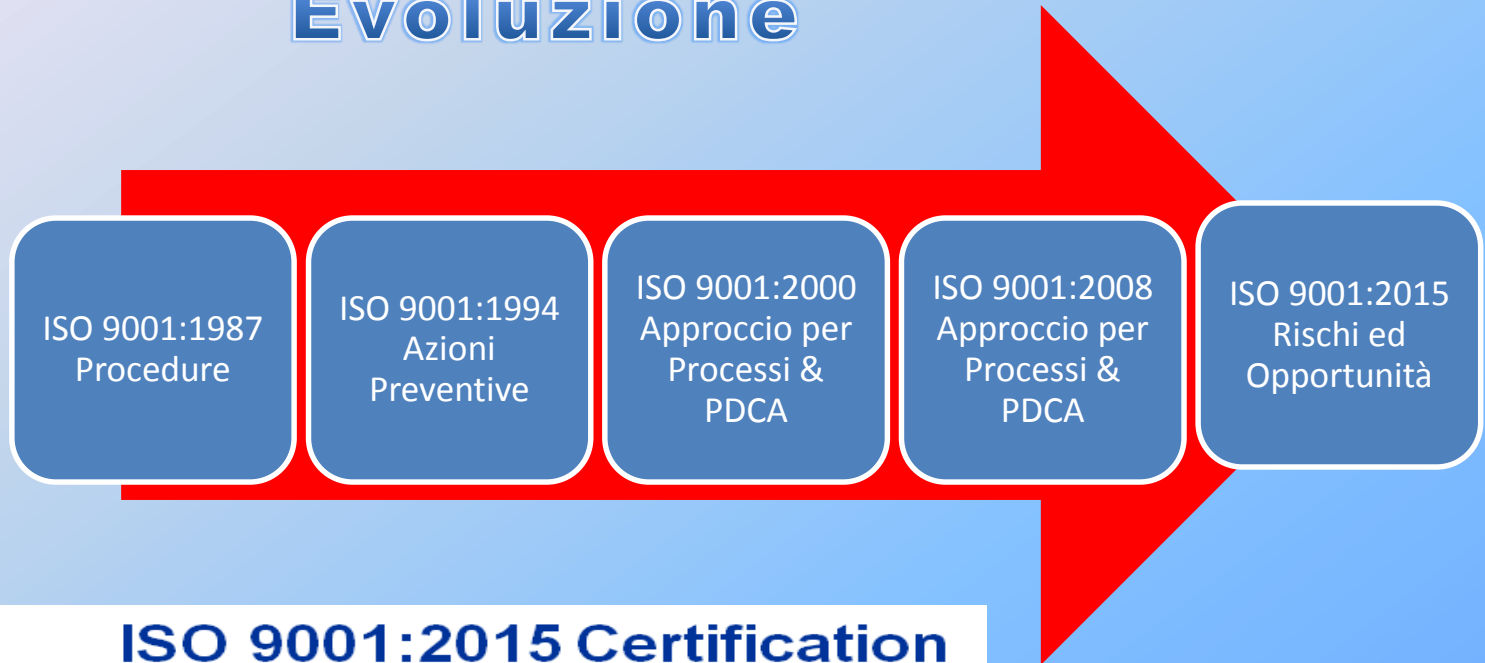 Evoluzione
ISO 9001:1987
Procedure
ISO 9001:1994
Azioni
Preventive
ISO 9001:2000
Approccio per
Processi &
PDCA
ISO 9001:2008
Approccio per
Processi &
PDCA
ISO 9001:2015
Rischi ed
Opportunità
ISO 9001:2015 Certification